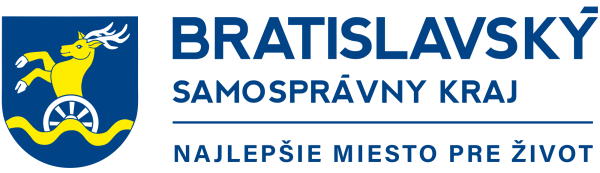 BRATISLAVSKÝ
SAMOSPRÁVNY KRAJ
NAJLEPŠIE MIESTO PRE ŽIVOT